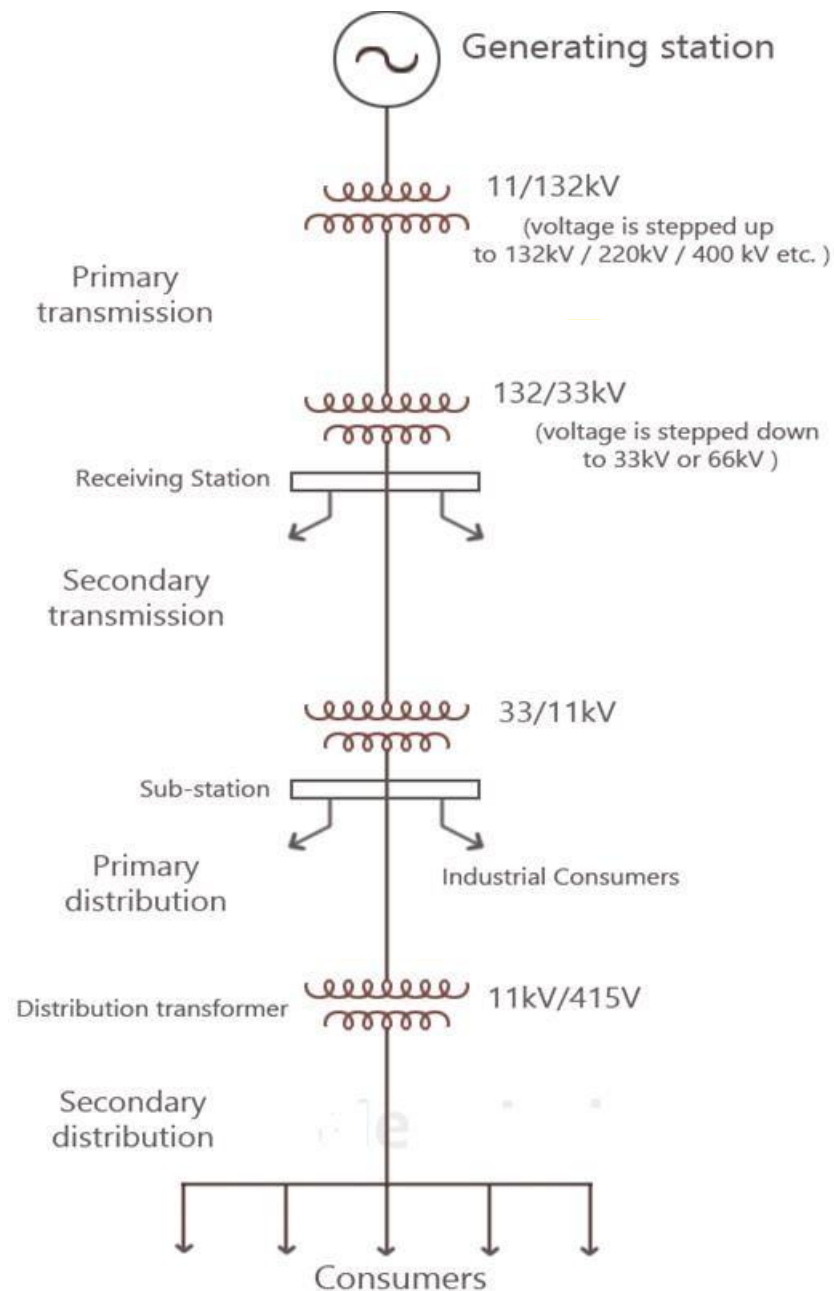 Generating station
11/132kV
(voltage is stepped up
to 132kV / 220kV / 400 kV etc. )
Primary
transmission
132/33kV
(voltage is stepped down
to 33kV or 66kV )
Receiving Station
Secondary
transmission
33/11kV
Sub-station
Primary
distribution
Industrial Consumers
11kV/415V
Distribution transformer
Secondary
distribution
Consumers